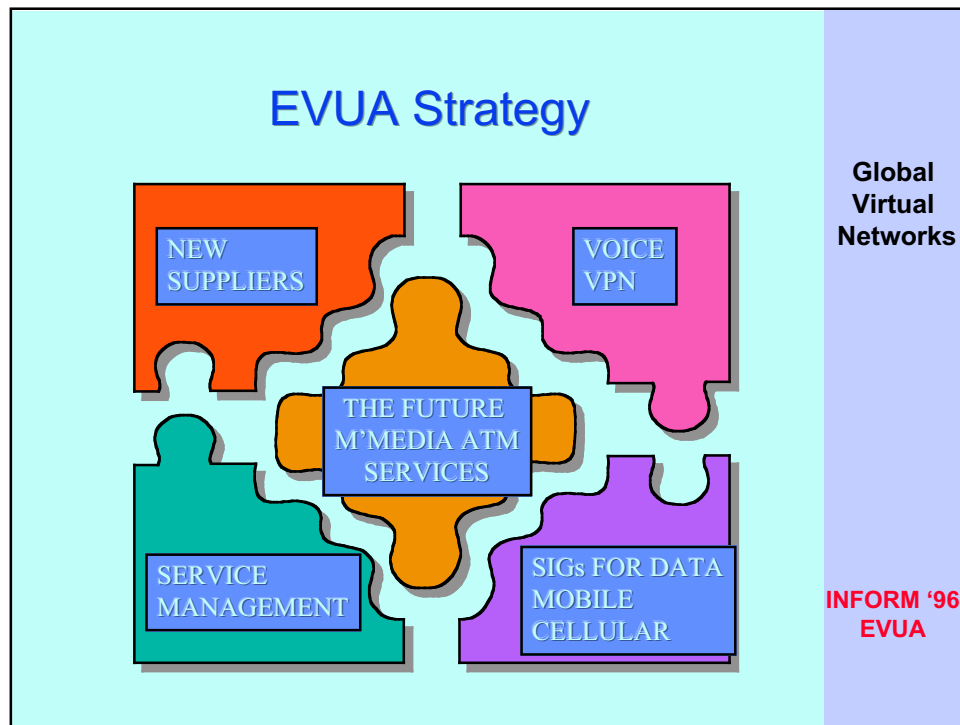 EVUA Strategy
NEW
SUPPLIERS
VOICE
VPN
THE FUTURE
M’MEDIA ATM
SERVICES
SERVICE
MANAGEMENT
SIGs FOR DATA
MOBILE
CELLULAR
Global
Virtual
Networks
INFORM ‘96
EVUA